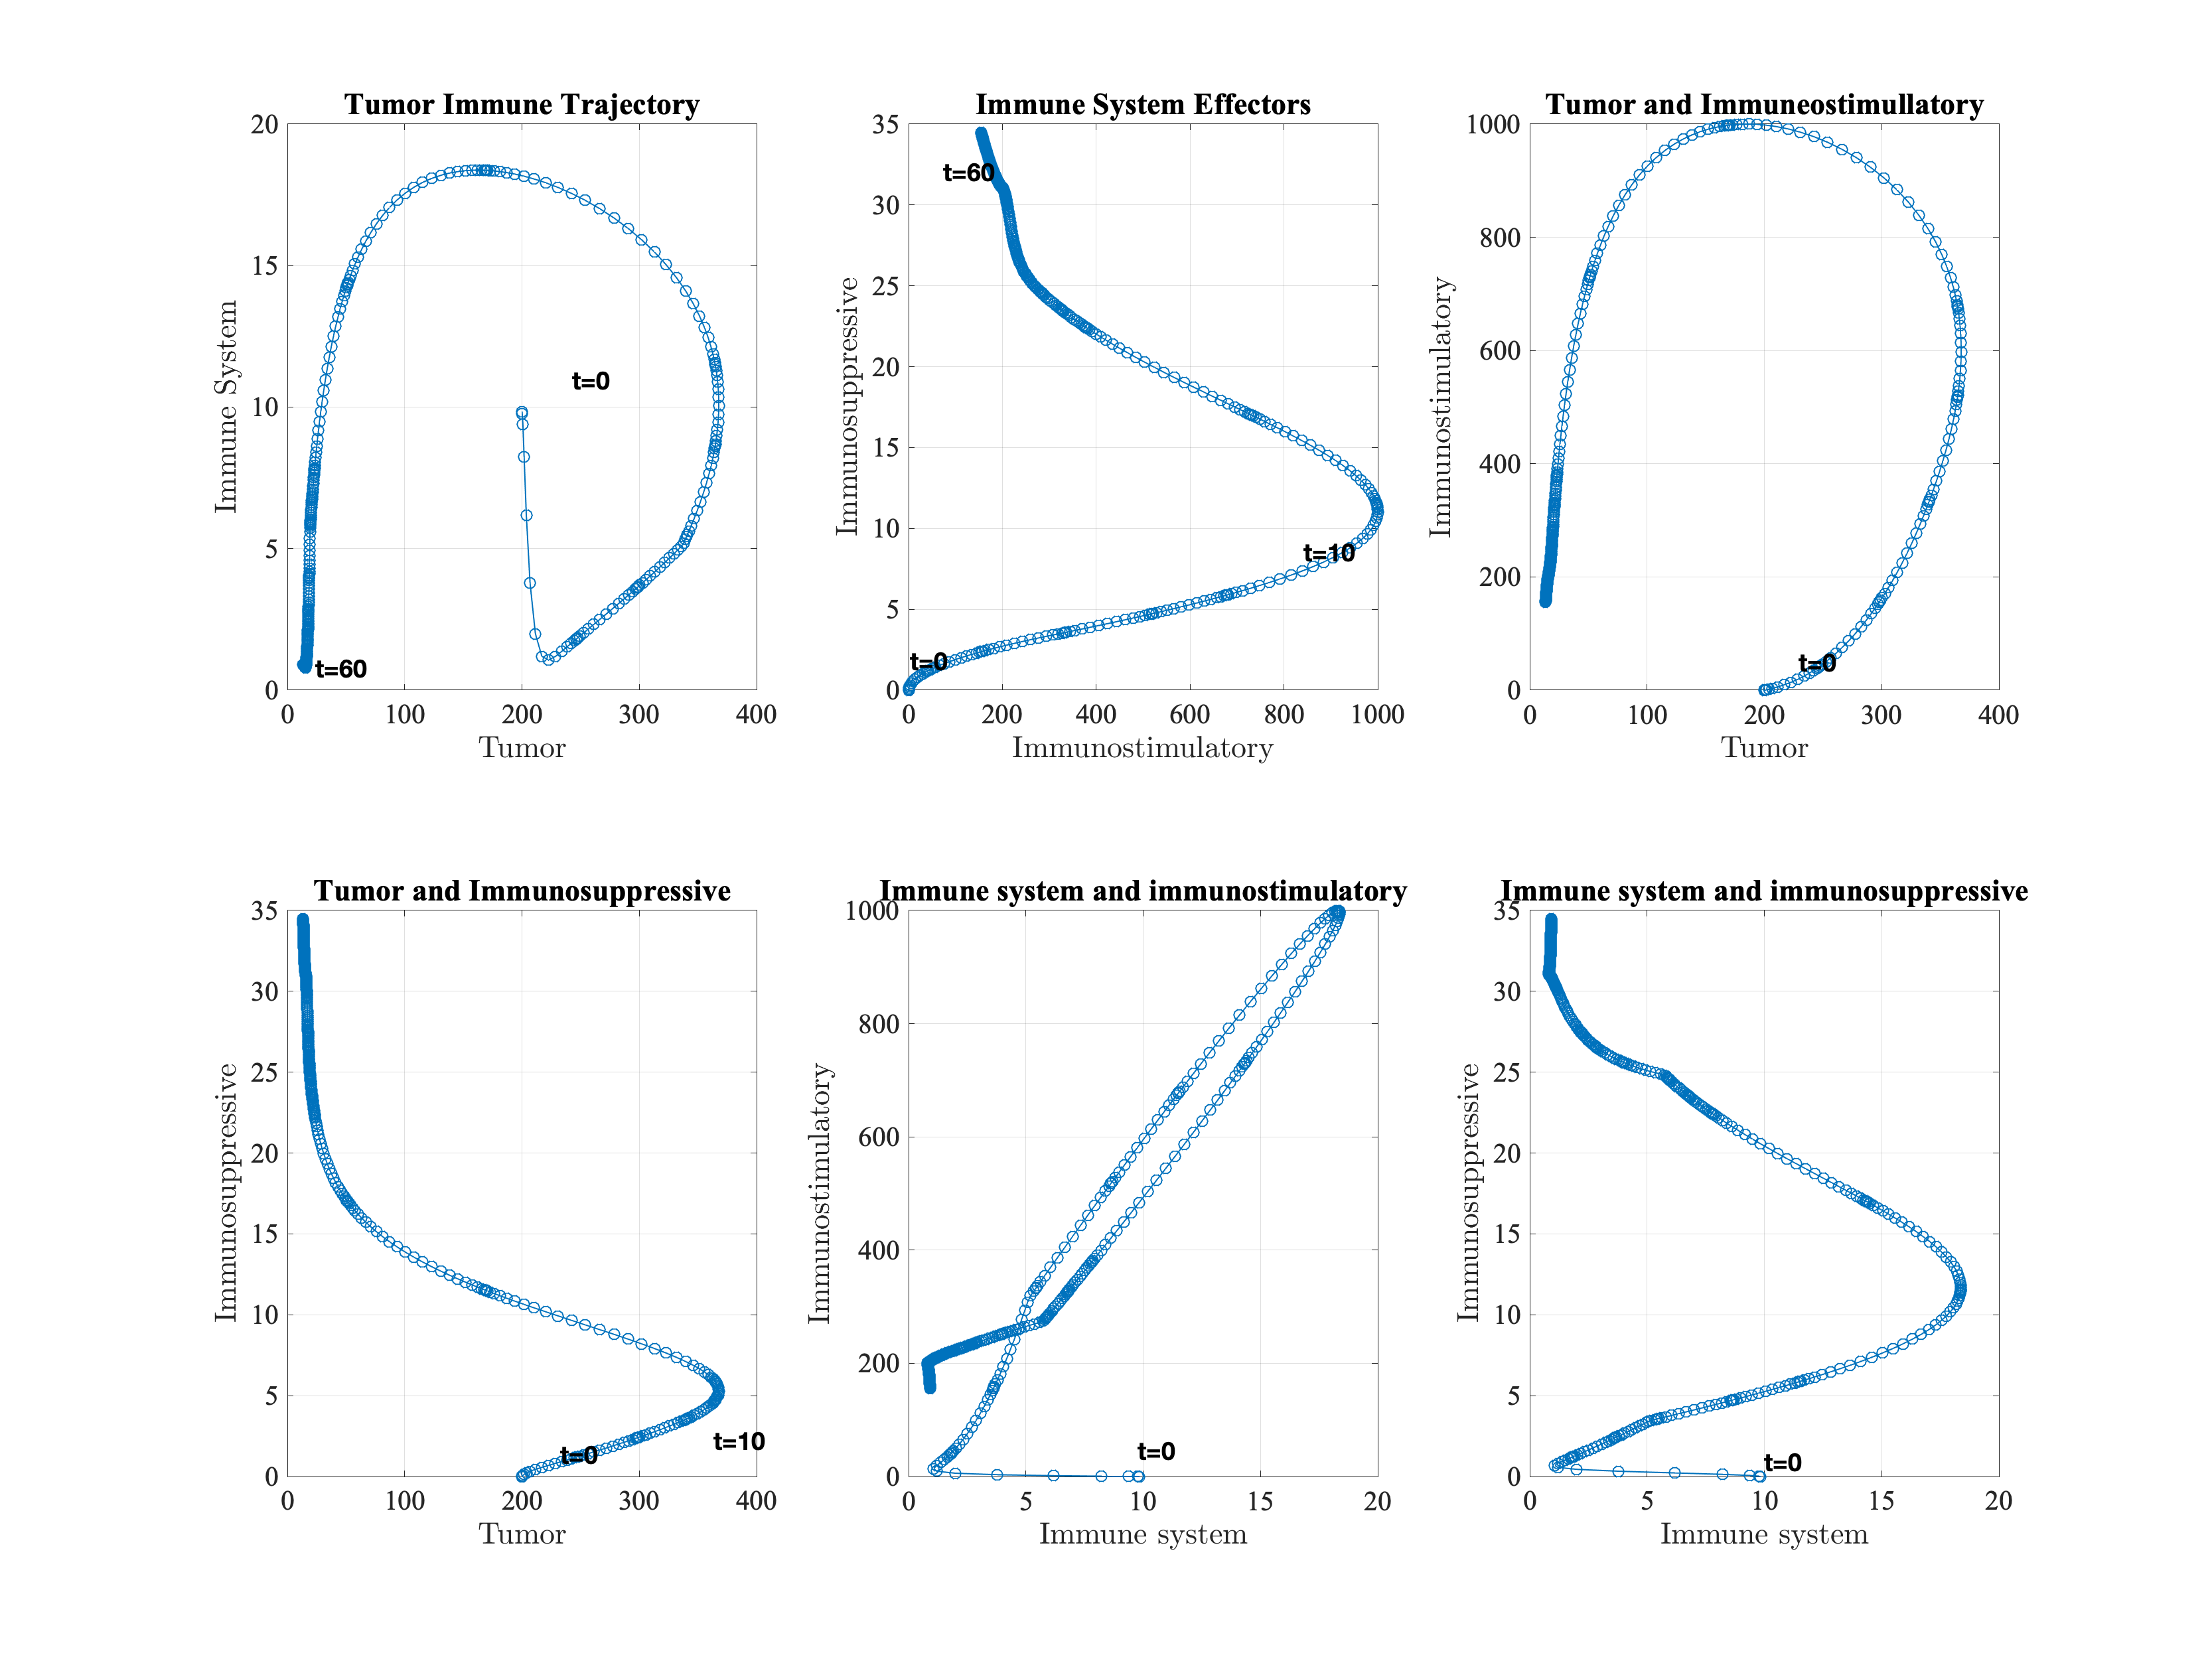 Tumor Immune Trajectory
20
15
10
5
0
Immune System
t=0
t=60
0 100 200 300 400
Tumor
Immune System Effectors
35
30
25
20
15
10
5
0
Immunosuppressive
t=60
t=10
t=0
0 200 400 600 800 1000
Immunostimulatory
Tumor and Immuneostimullatory
1000
800
600
400
200
0
Immunostimulatory
t=0
0 100 200 300 400
Tumor
Tumor and Immunosuppressive
35
30
25
20
15
10
5
0
Immunosuppressive
t=0
t=10
0 100 200 300 400
Tumor
Immune system and immunostimulatory
1000
800
600
400
200
0
Immunostimulatory
t=0
0 5 10 15 20
Immune system
Immune system and immunosuppressive
35
30
25
20
15
10
5
0
Immunosuppressive
t=0
0 5 10 15 20
Immune system